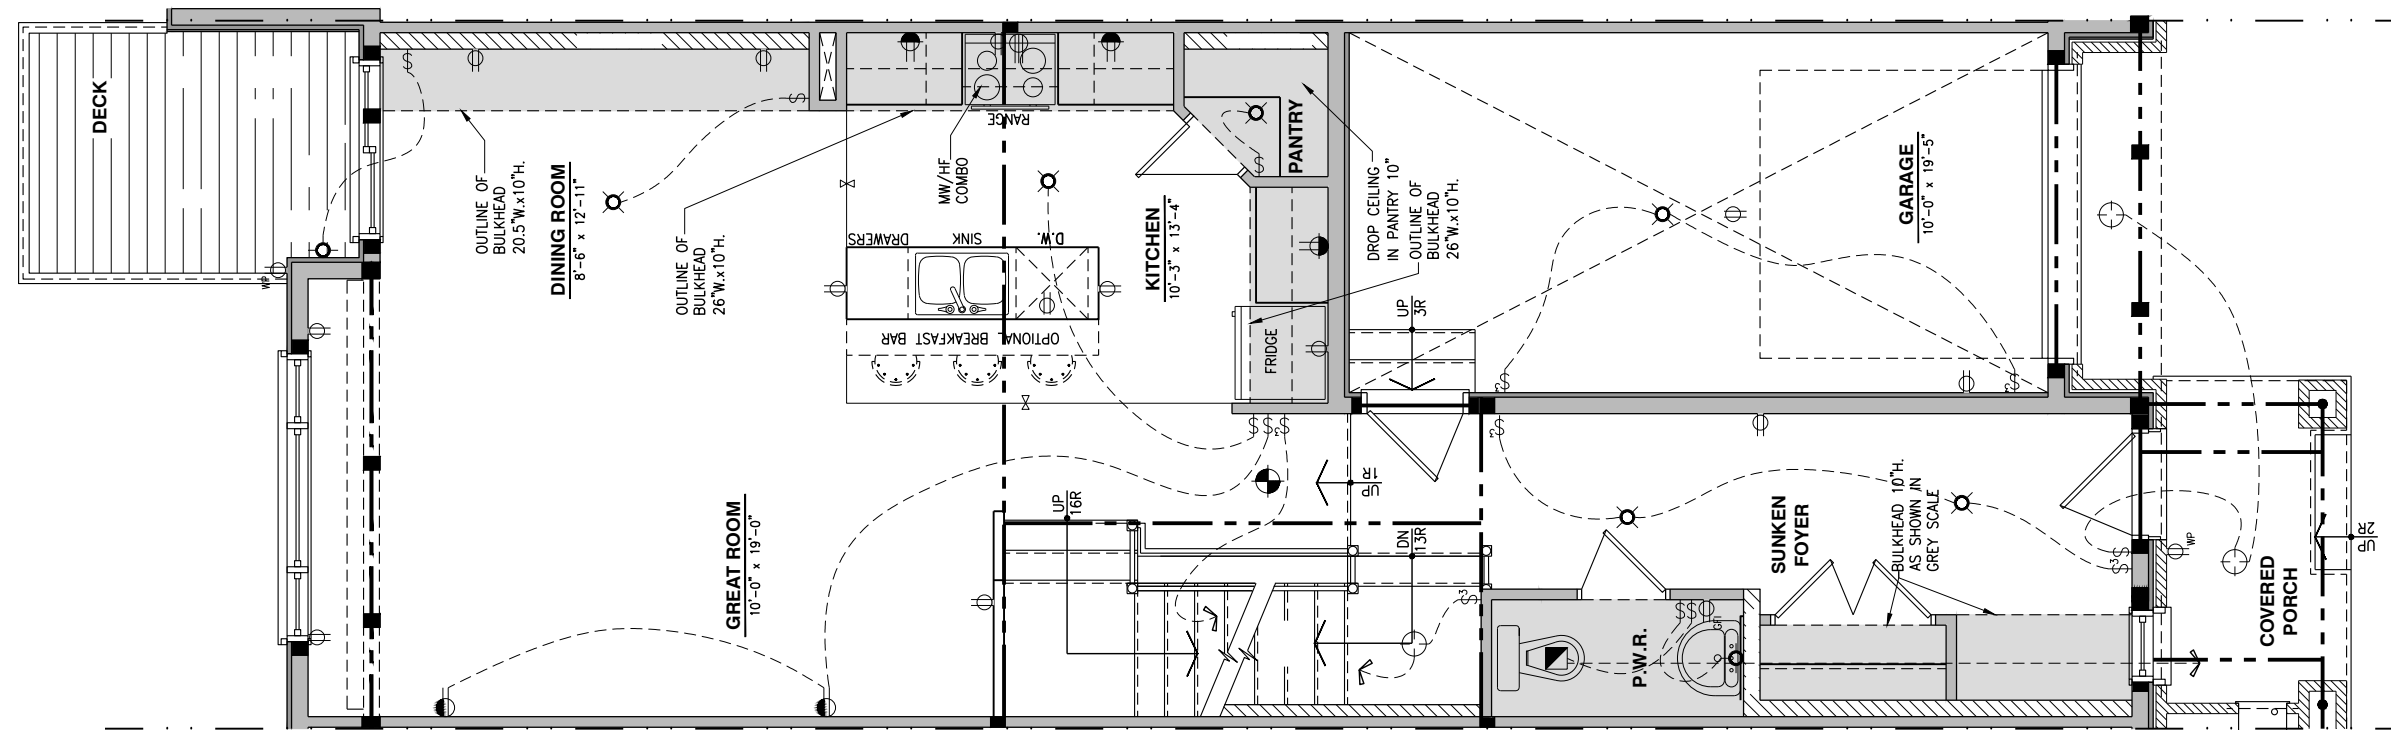 DECK
OUTLINE OF
BULKHEAD
20.5"W.x10"H.
DINING ROOM
8'-6" x 12'-11"
OUTLINE OF
BULKHEAD
26"W.x10"H.
RANGE
MW/HF
COMBO
DRAWERS
SINK
D.W.
OPTIONAL BREAKFAST BAR
KITCHEN
10'-3" x 13'-4"
PANTRY
DROP CEILING
IN PANTRY 10"
OUTLINE OF
BULKHEAD
26"W.x10"H.
FRIDGE
UP
3R
GARAGE
10'-0" x 19'-5"
WP
GREAT ROOM
10'-0" x 19'-0"
UP
16R
UP
1R
DN
13R
P.W.R.
GFI
SUNKEN
FOYER
BULKHEAD 10"H.
AS SHOWN IN
GREY SCALE
WP
COVERED
PORCH
UP
2R